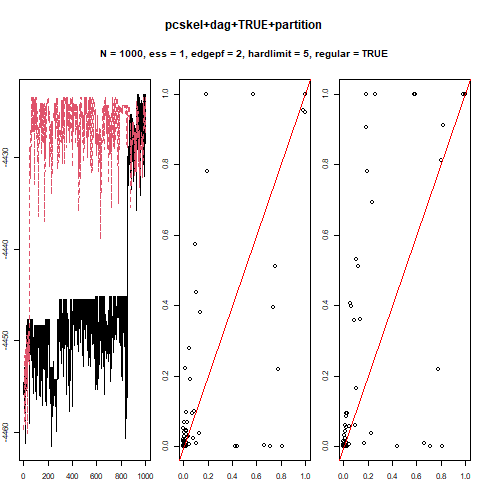 pcskel+dag+TRUE+partition
N = 1000, ess = 1, edgepf = 2, hardlimit = 5, regular = TRUE
-4430
-4440
-4450
-4460
0 200 400 600 800 1000
0.0 0.2 0.4 0.6 0.8 1.0
0.0 0.2 0.4 0.6 0.8 1.0
0.0 0.2 0.4 0.6 0.8 1.0
0.0 0.2 0.4 0.6 0.8 1.0